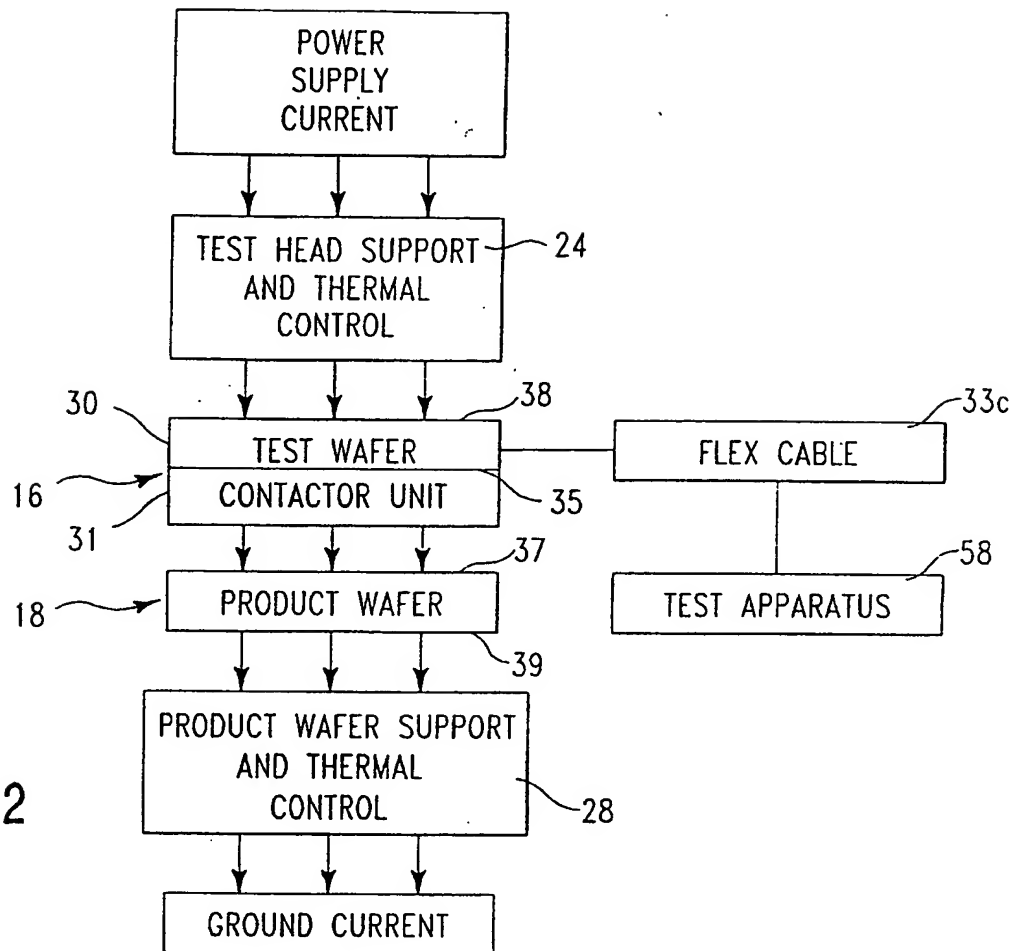 POWER
SUPPLY
CURRENT
TEST HEAD SUPPORT
AND THERMAL
CONTROL
24
30
38
33c
TEST WAFER
FLEX CABLE
16
CONTACTOR UNIT
35
31
37
58
18
PRODUCT WAFER
TEST APPARATUS
39
PRODUCT WAFER SUPPORT
AND THERMAL
CONTROL
2
28
GROUND CURRENT